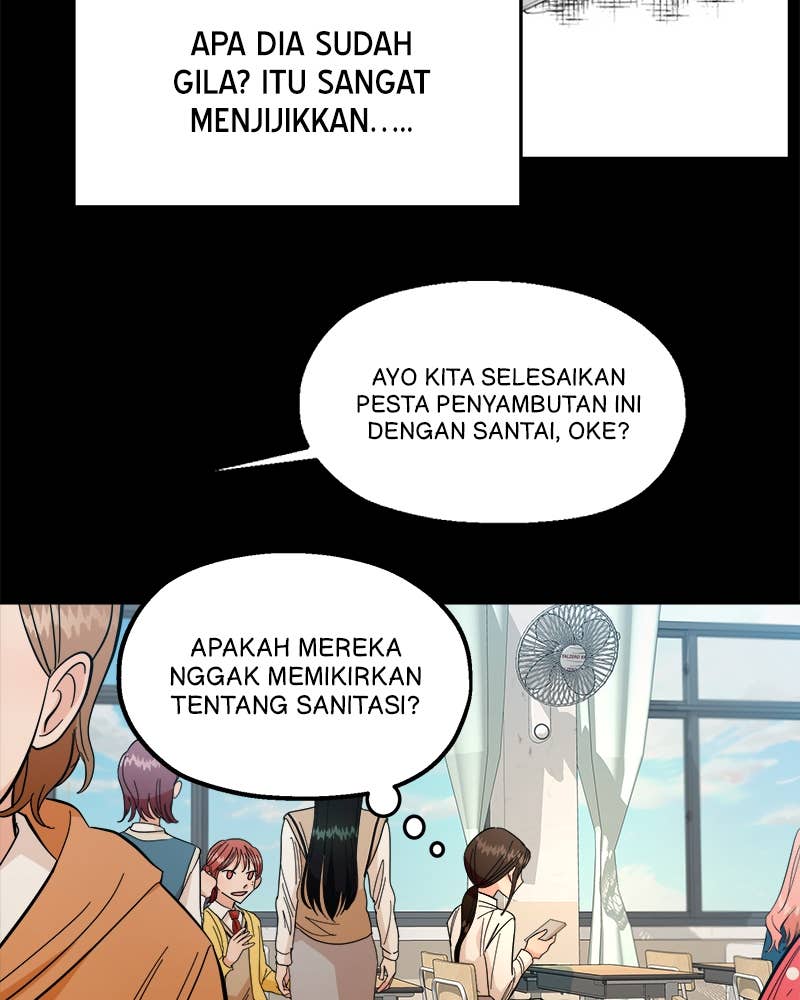 APA DIA SUDAH
GILA? ITU SANGAT
MENJIJIKKAN.....
AYO KITA SELESAIKAN
PESTA PENYAMBUTAN INI
DENGAN SANTAI, OKE?
APAKAH MEREKA
NGGAK MEMIKIRKAN
TENTANG SANITASI?